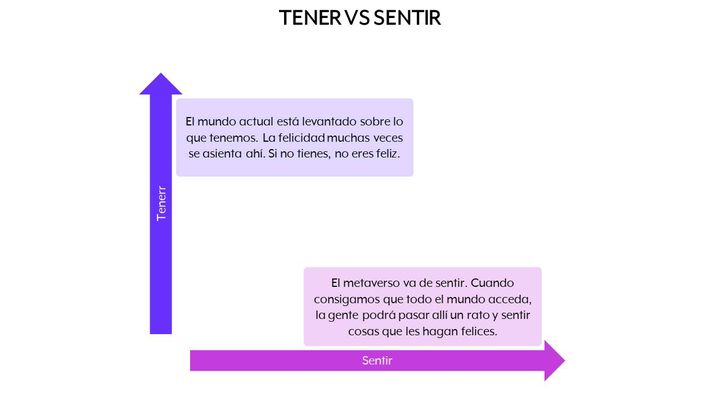 TENER VS SENTIR
El mundo actual está levantado sobre lo
que tenemos. La felicidad muchas veces
se asienta ahí. Si no tienes, no eres feliz.
Tenerr
El metaverso va de sentir. Cuando
consigamos que todo el mundo acceda,
la gente podrá pasar allí un rato y sentir
cosas que les hagan felices.
Sentir